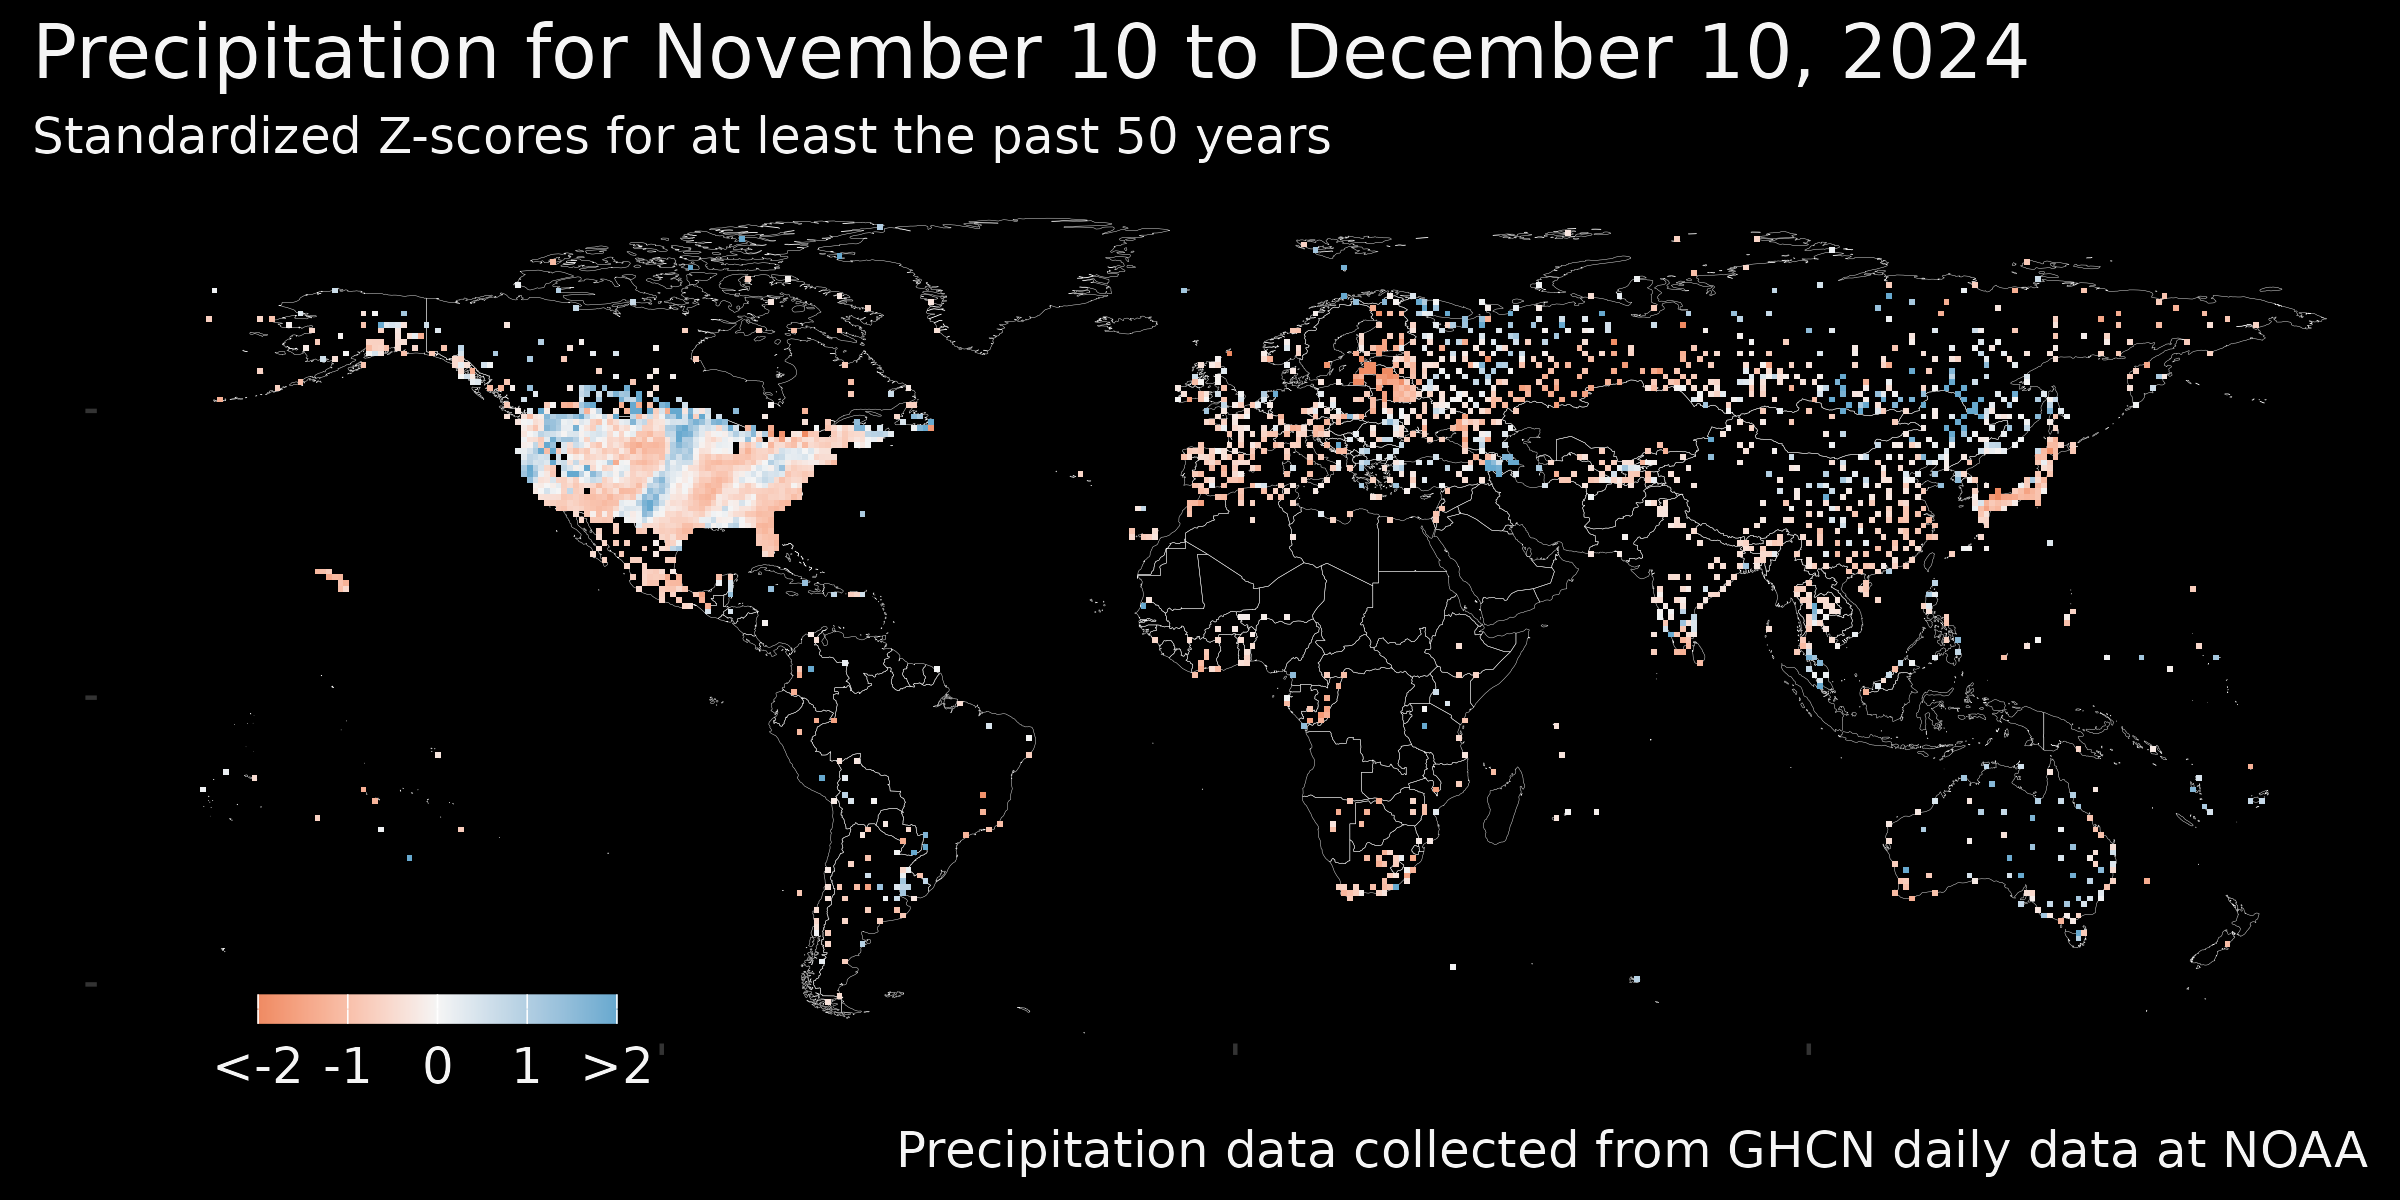 Precipitation for November 10 to December 10, 2024
Standardized Z-scores for at least the past 50 years
<-2 -1 0 1 >2
Precipitation data collected from GHCN daily data at NOAA